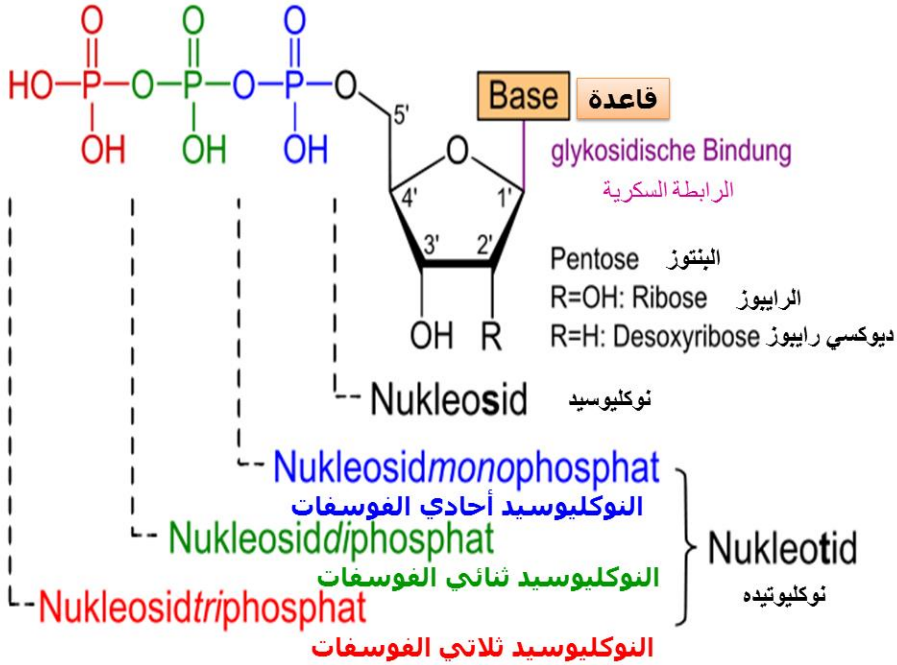 O O O
HO P O P O P O
OH OH OH
5'
Base قاعدة
glykosidische Bindung
الرابطة السكرية
O
4' 1'
3' 2'
OH R
Pentose البنتوز
R=OH: Ribose الرايبوز
R=H: Desoxyribose ديوكسي رايبوز
Nukleosid نوكليوسيد
Nukleosidmonophosphat
النوكليوسيد أحادي الفوسفات
Nukleosiddiphosphat
النوكليوسيد ثنائي الفوسفات
Nukleosidtriphosphat
النوكليوسيد ثلاتي الفوسفات
Nukleotid
نوكليوتيده